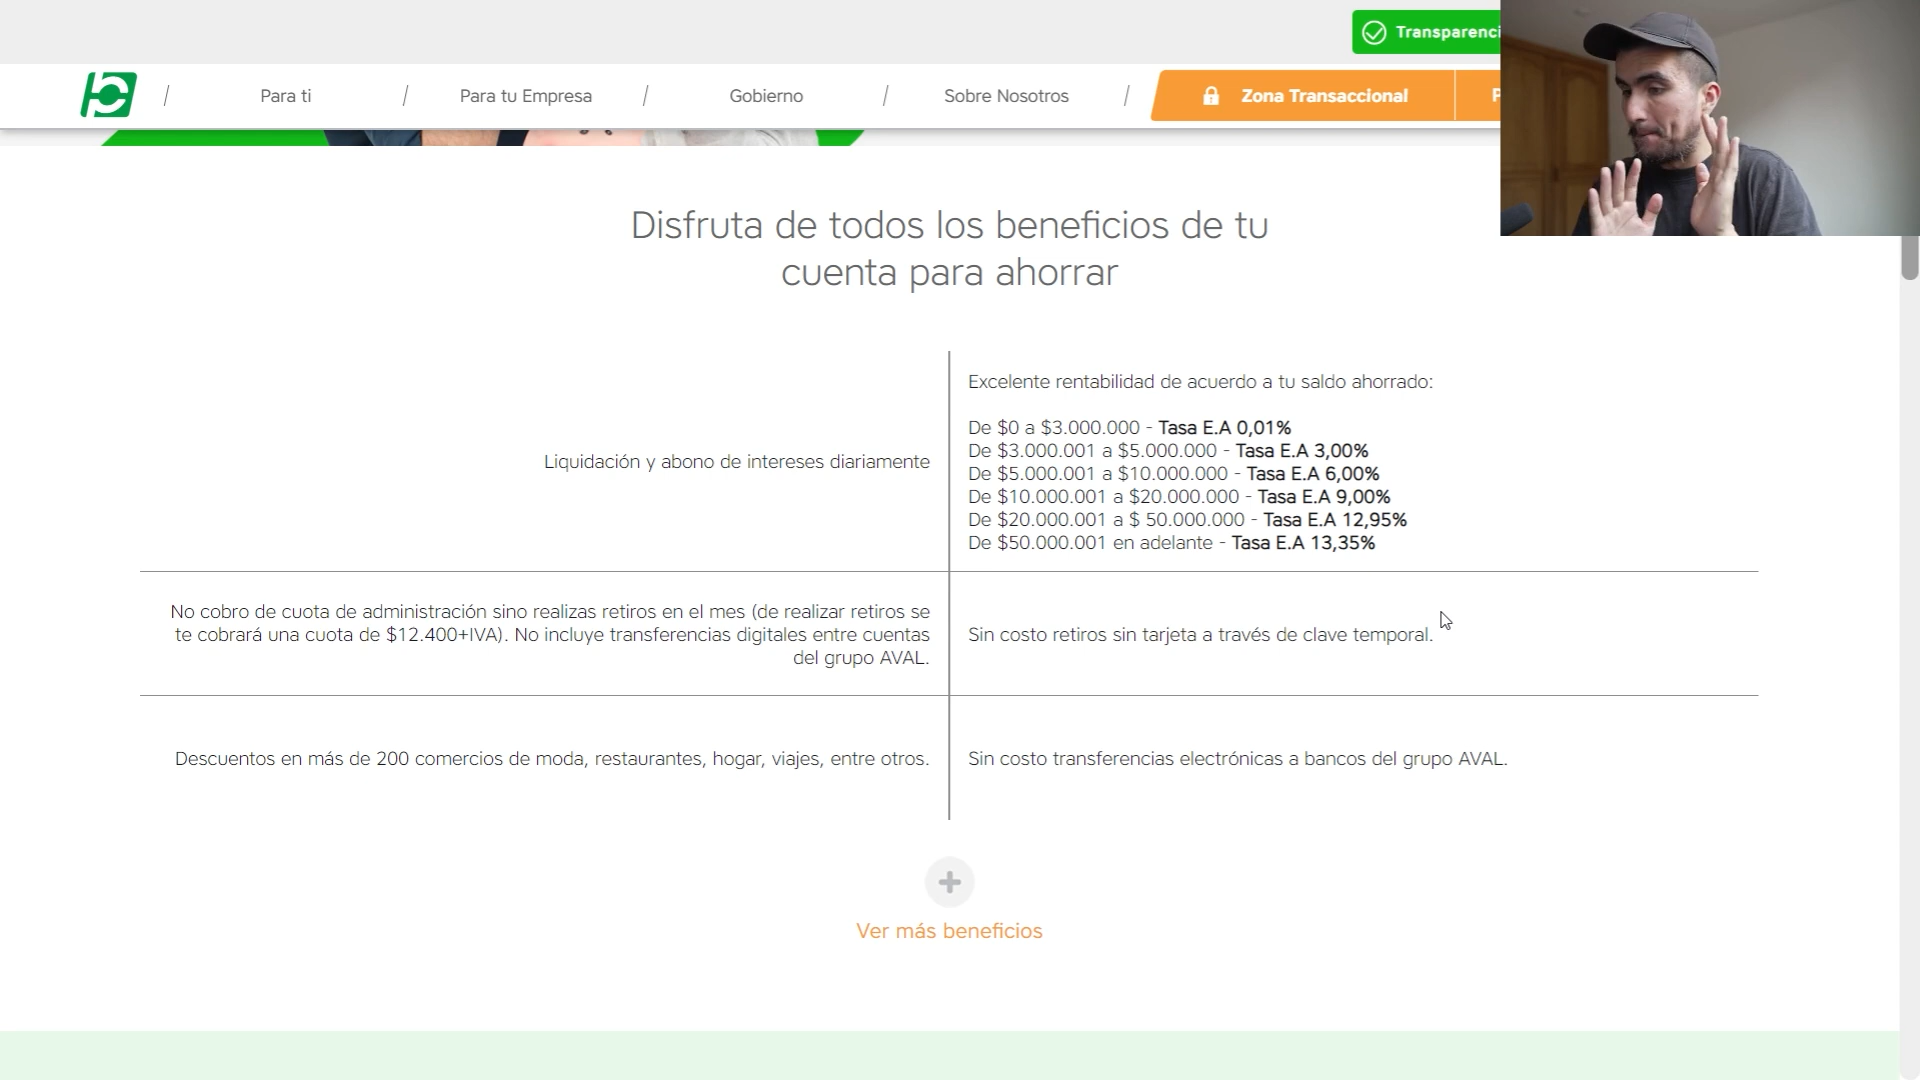 Transparenci
Para ti
Para tu Empresa
Gobierno
Sobre Nosotros
Zona Transaccional
P
Disfruta de todos los beneficios de tu
cuenta para ahorrar
Liquidación y abono de intereses diariamente
Excelente rentabilidad de acuerdo a tu saldo ahorrado:
De $0 a $3.000.000 - Tasa E.A 0,01%
De $3.000.001 a $5.000.000 - Tasa E.A 3,00%
De $5.000.001 a $10.000.000 - Tasa E.A 6,00%
De $10.000.001 a $20.000.000 - Tasa E.A 9,00%
De $20.000.001 a $ 50.000.000 - Tasa E.A 12,95%
De $50.000.001 en adelante - Tasa E.A 13,35%
No cobro de cuota de administración sino realizas retiros en el mes (de realizar retiros se
te cobrará una cuota de $12.400+IVA). No incluye transferencias digitales entre cuentas
del grupo AVAL.
Sin costo retiros sin tarjeta a través de clave temporal.
Descuentos en más de 200 comercios de moda, restaurantes, hogar, viajes, entre otros.
Sin costo transferencias electrónicas a bancos del grupo AVAL.
Ver más beneficios